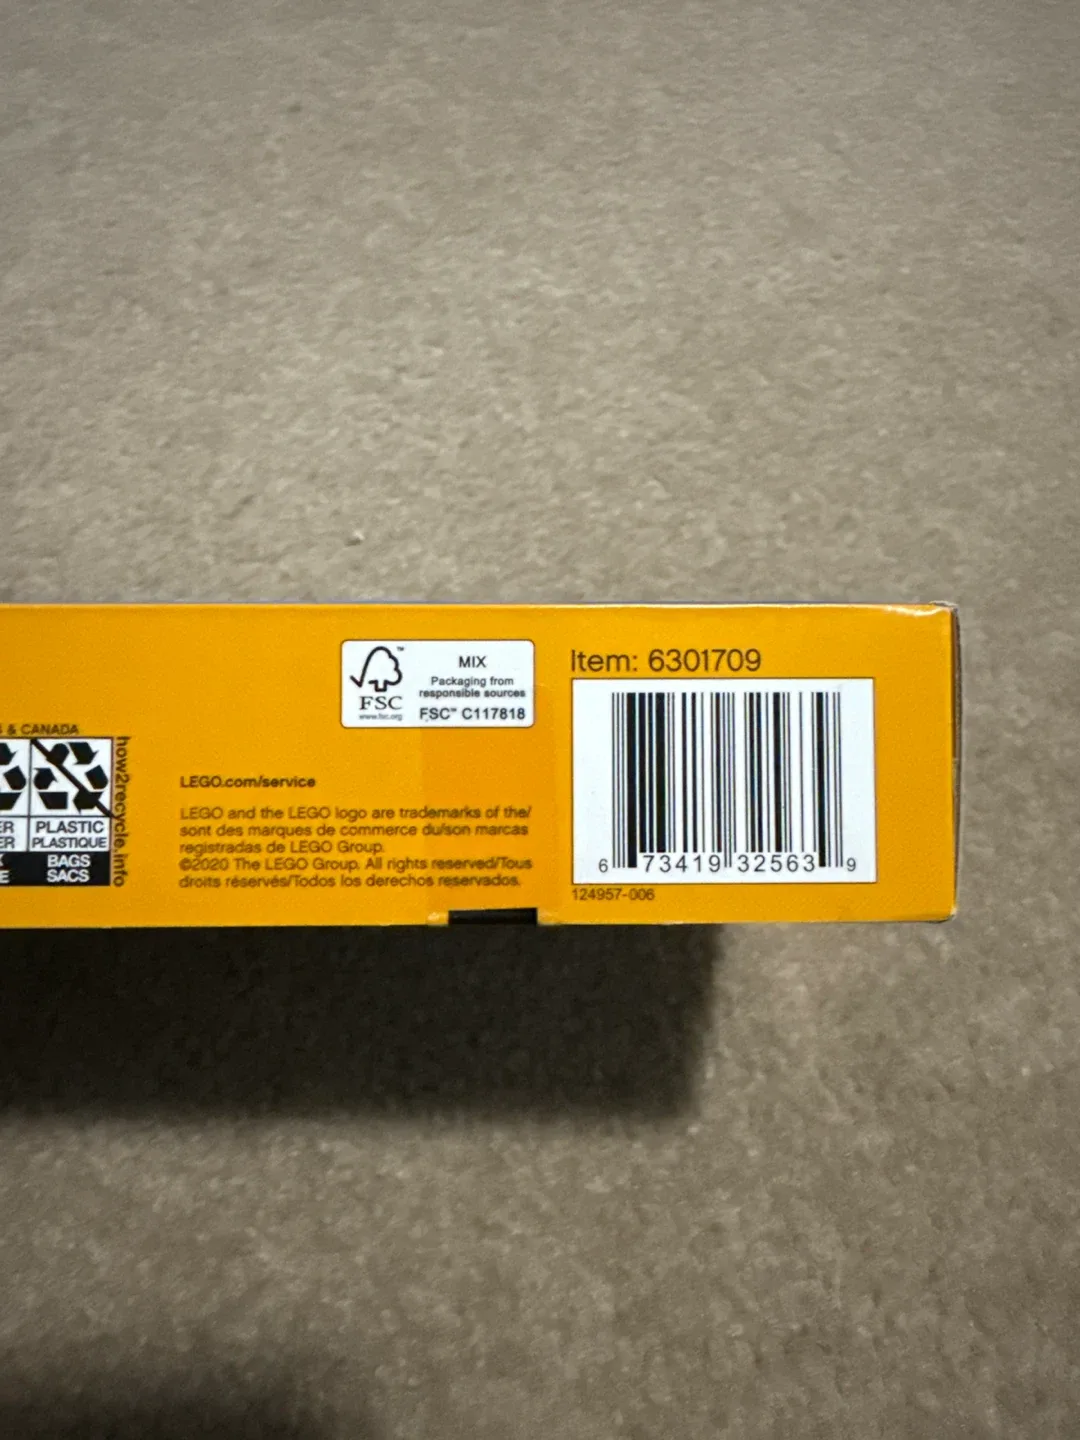 & CANADA
how2recycle.info
PLASTIC
PLASTIQUE
BAGS
SACS
FSC™
www.fsc.org
MIX
Packaging from
responsible sources
FSC™ C117818
LEGO.com/service
LEGO and the LEGO logo are trademarks of the/
sont des marques de commerce du/son marcas
registradas de LEGO Group.
©2020 The LEGO Group. All rights reserved/Tous
droits réservés/Todos los derechos reservados.
Item: 6301709
6 73419 32563 9
124957-006